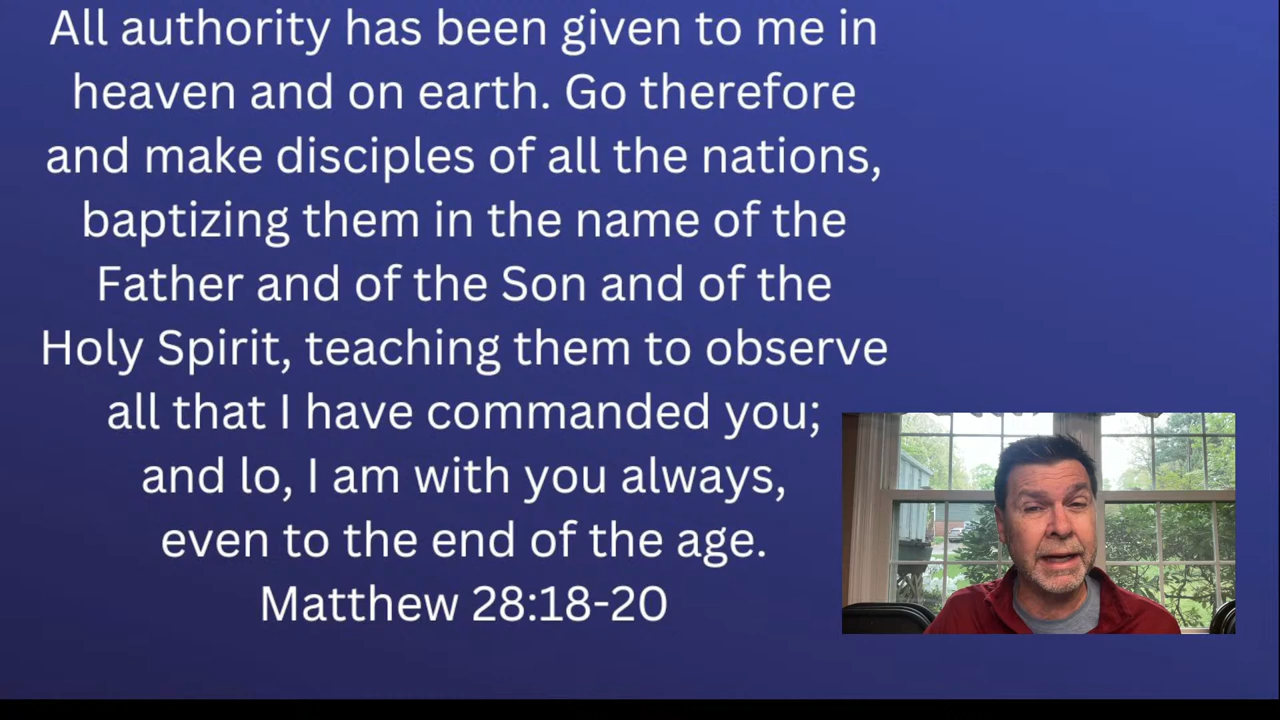 All authority has been given to me in
heaven and on earth. Go therefore
and make disciples of all the nations,
baptizing them in the name of the
Father and of the Son and of the
Holy Spirit, teaching them to observe
all that I have commanded you;
and lo, I am with you always,
even to the end of the age.
Matthew 28:18-20